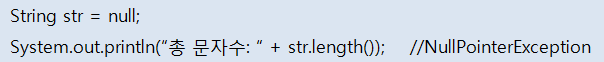 String str = null;
System.out.println(“총 문자수: “ + str.length());    //NullPointerException